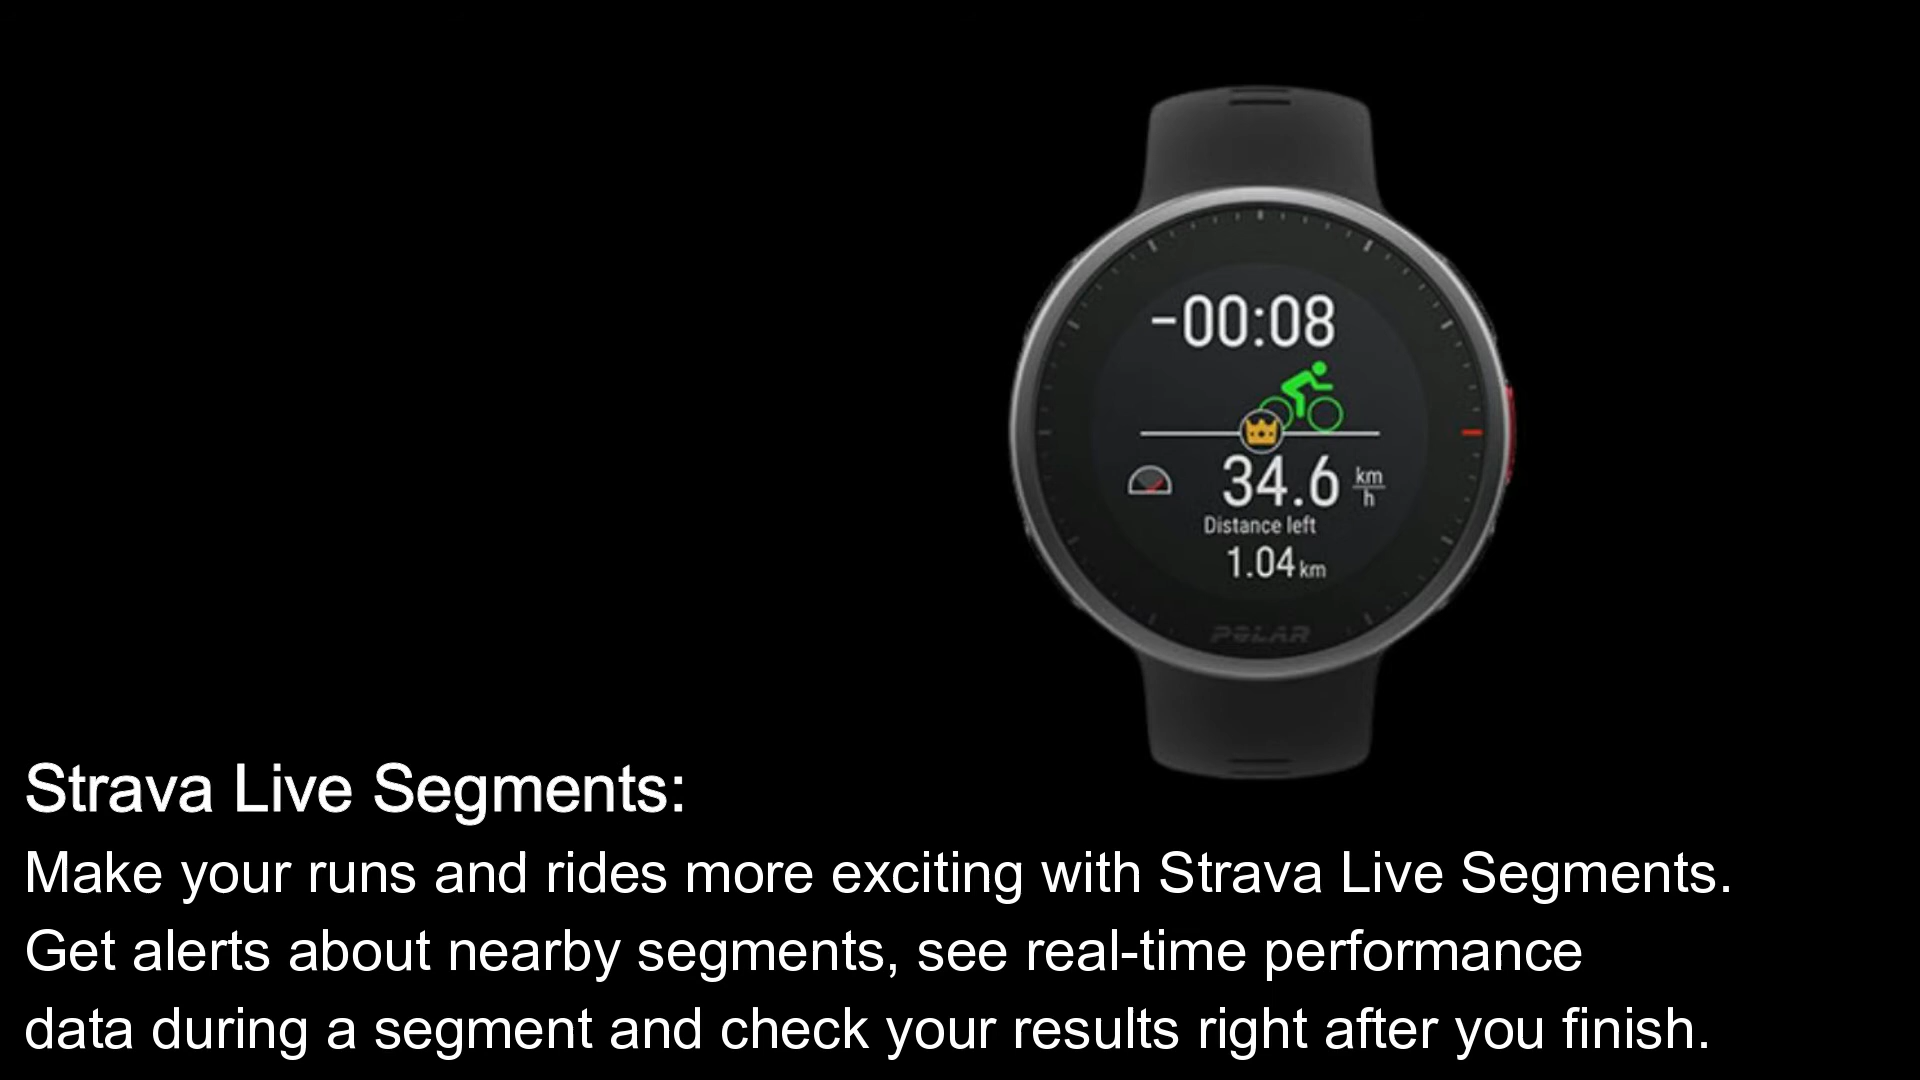 -00:08
34.6 km/h
Distance left
1.04 km
POLAR
Strava Live Segments:
Make your runs and rides more exciting with Strava Live Segments.
Get alerts about nearby segments, see real-time performance
data during a segment and check your results right after you finish.